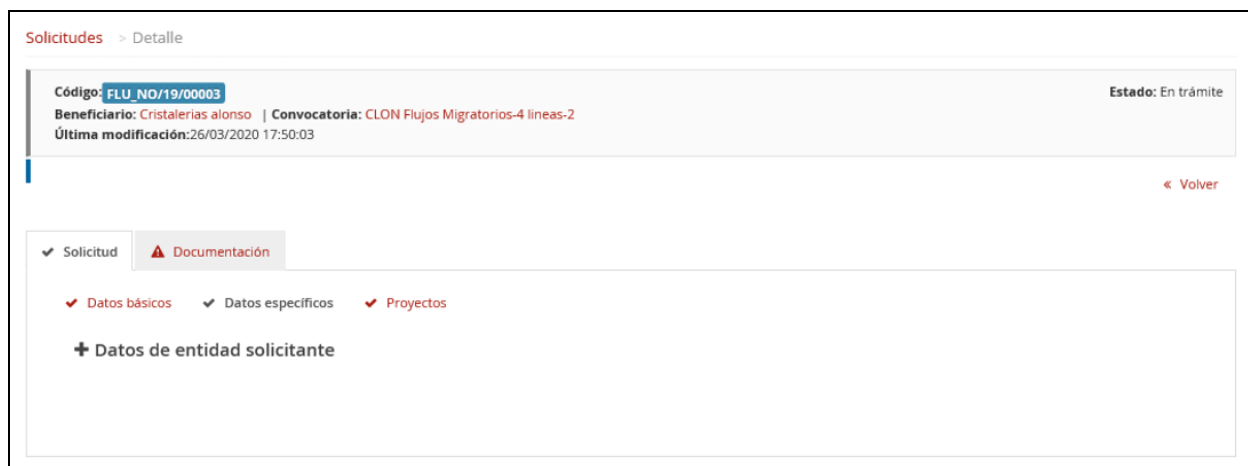 Solicitudes > Detalle
Código: FLU_NO/19/00003
Estado: En trámite
Beneficiario: Cristalerias alonso | Convocatoria: CLON Flujos Migratorios-4 lineas-2
Última modificación:26/03/2020 17:50:03
« Volver
Solicitud Documentación
Datos básicos Datos específicos Proyectos
Datos de entidad solicitante